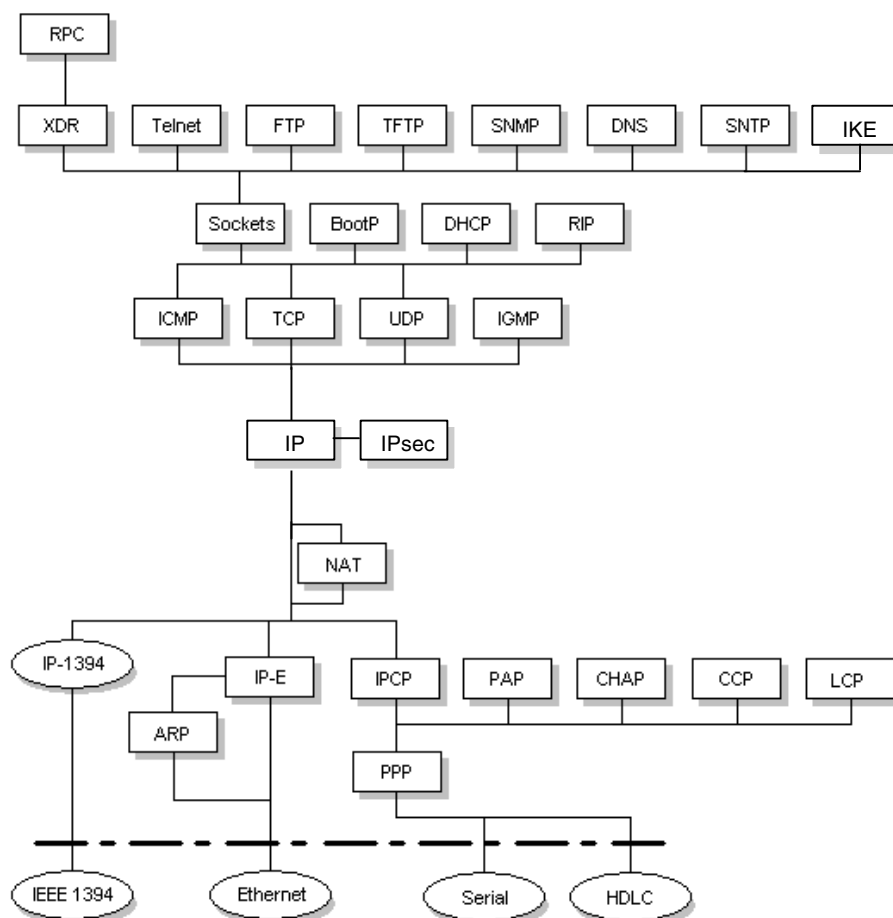 RPC
XDR Telnet FTP TFTP SNMP DNS SNTP IKE
Sockets BootP DHCP RIP
ICMP TCP UDP IGMP
IP IPsec
NAT
IP-1394 IP-E IPCP PAP CHAP CCP LCP
ARP
PPP
IEEE 1394 Ethernet Serial HDLC